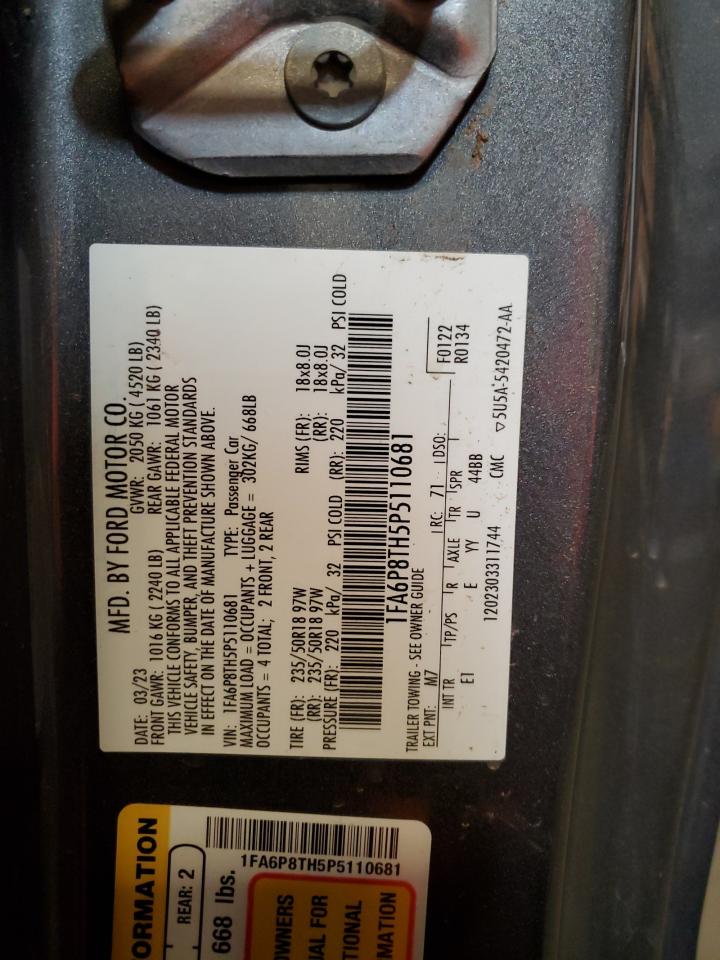 MFD. BY FORD MOTOR CO.
DATE: 03/23 GVWR: 2050 KG ( 4520 LB)
FRONT GAWR: 1016 KG ( 2240 LB) REAR GAWR: 1061 KG ( 2340 LB)
THIS VEHICLE CONFORMS TO ALL APPLICABLE FEDERAL MOTOR
VEHICLE SAFETY, BUMPER, AND THEFT PREVENTION STANDARDS
IN EFFECT ON THE DATE OF MANUFACTURE SHOWN ABOVE.
VIN: 1FA6P8TH5P5110681 TYPE: Passenger Car
MAXIMUM LOAD = OCCUPANTS + LUGGAGE = 302KG/ 668LB
OCCUPANTS = 4 TOTAL; 2 FRONT, 2 REAR
TIRE (FR): 235/50R18 97W RIMS (FR): 18x8.0J
(RR): 235/50R18 97W (RR): 18x8.0J
PRESSURE (FR): 220 kPa/ 32 PSI COLD (RR): 220 kPa/ 32 PSI COLD
1FA6P8TH5P5110681
TRAILER TOWING - SEE OWNER GUIDE
EXT PNT: M7 RC: 71 DSO: F0122
INT TR TP/PS R AXLE TR SPR R0134
E1 E YY U 44BB
1202303311744 CMC ▽5U5A-5420472-AA
ORMATION
REAR: 2
668 lbs.
1FA6P8TH5P5110681
OWNERS
UAL FOR
TIONAL
MATION